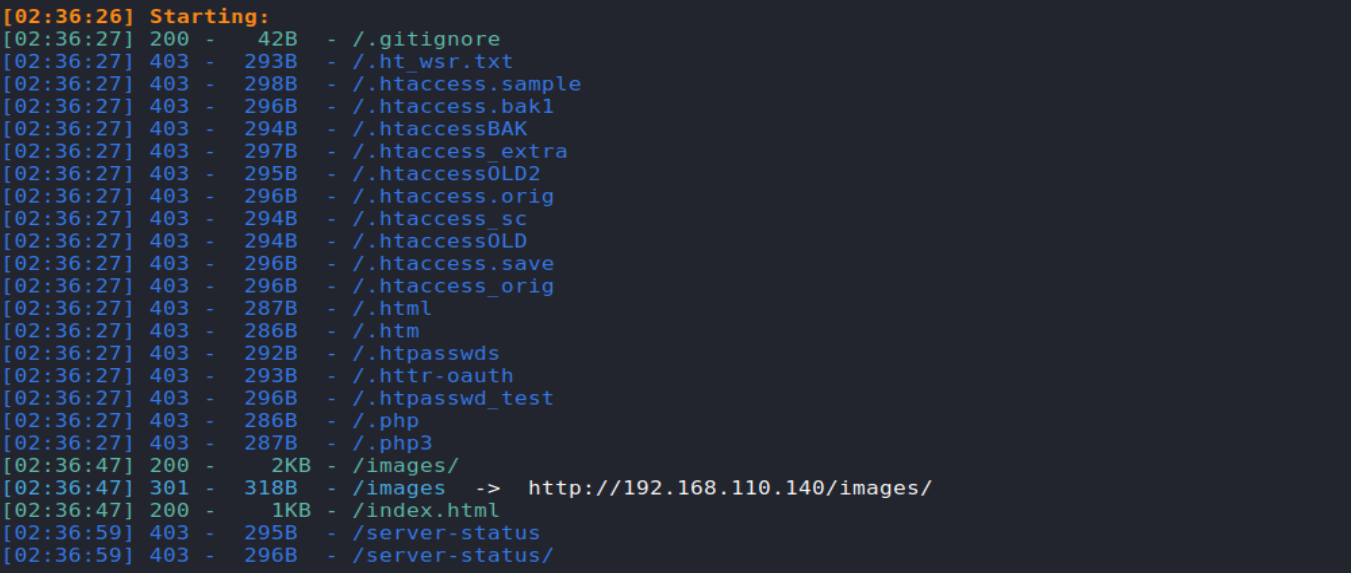 [02:36:26] Starting:
[02:36:27] 200 -   42B  - /.gitignore
[02:36:27] 403 -  293B  - /.ht_wsr.txt
[02:36:27] 403 -  298B  - /.htaccess.sample
[02:36:27] 403 -  296B  - /.htaccess.bak1
[02:36:27] 403 -  294B  - /.htaccessBAK
[02:36:27] 403 -  297B  - /.htaccess_extra
[02:36:27] 403 -  295B  - /.htaccessOLD2
[02:36:27] 403 -  296B  - /.htaccess.orig
[02:36:27] 403 -  294B  - /.htaccess_sc
[02:36:27] 403 -  294B  - /.htaccessOLD
[02:36:27] 403 -  296B  - /.htaccess.save
[02:36:27] 403 -  296B  - /.htaccess_orig
[02:36:27] 403 -  287B  - /.html
[02:36:27] 403 -  286B  - /.htm
[02:36:27] 403 -  292B  - /.htpasswds
[02:36:27] 403 -  293B  - /.httr-oauth
[02:36:27] 403 -  296B  - /.htpasswd_test
[02:36:27] 403 -  286B  - /.php
[02:36:27] 403 -  287B  - /.php3
[02:36:47] 200 -    2KB - /images/
[02:36:47] 301 -  318B  - /images  ->  http://192.168.110.140/images/
[02:36:47] 200 -    1KB - /index.html
[02:36:59] 403 -  295B  - /server-status
[02:36:59] 403 -  296B  - /server-status/